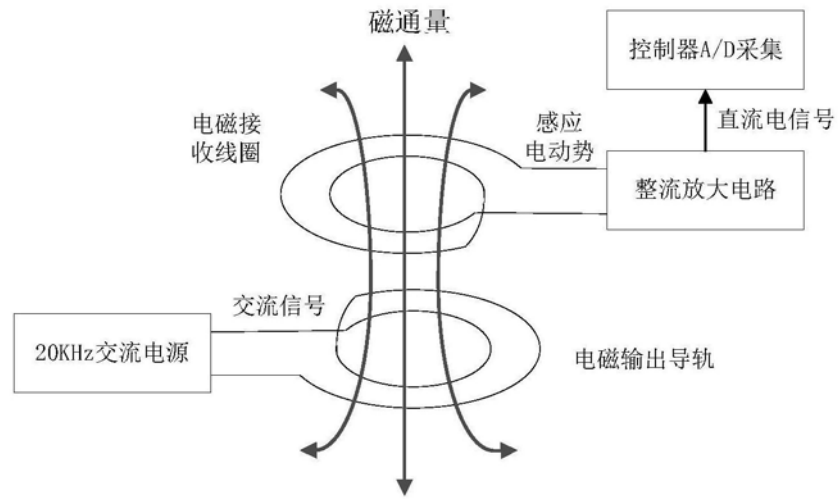 磁通量
控制器A/D采集
电磁接
收线圈
感应
电动势
直流电信号
整流放大电路
交流信号
20KHz交流电源
电磁输出导轨